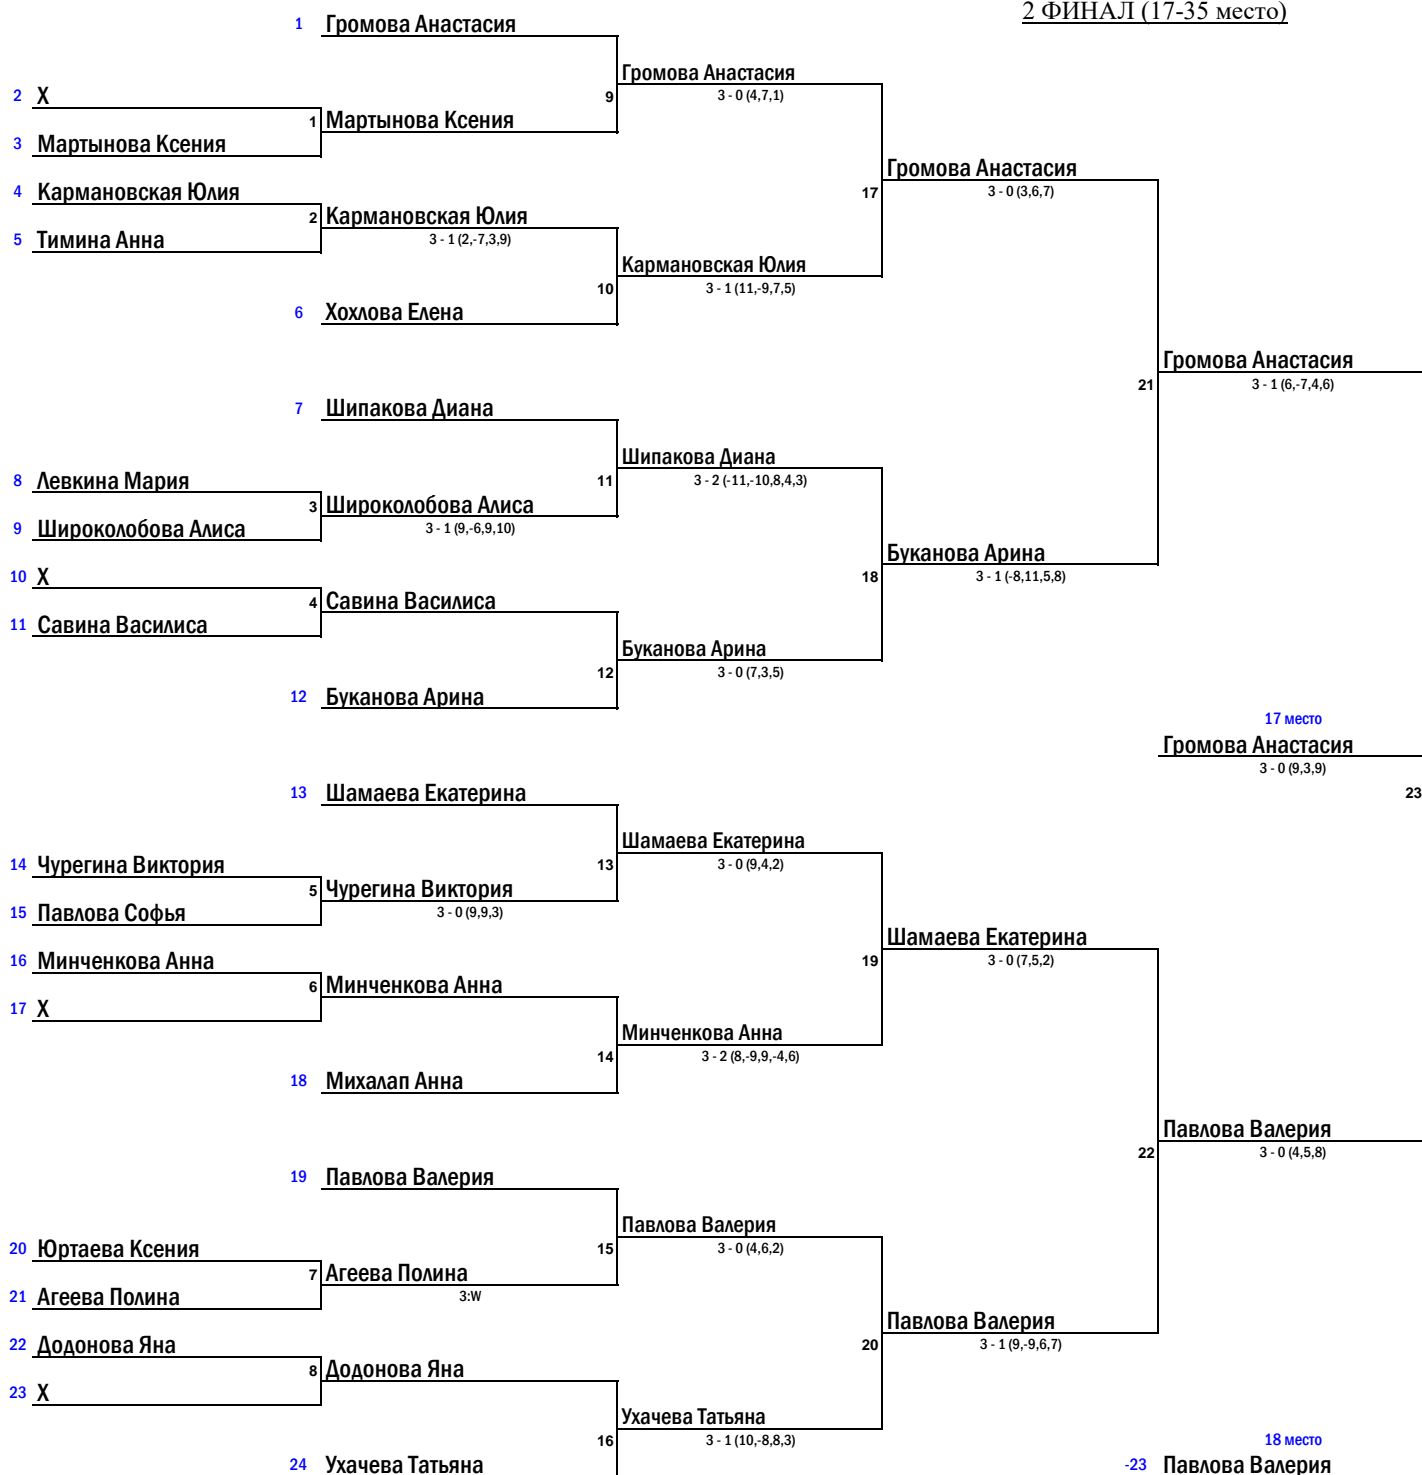 2 ФИНАЛ (17-35 место)
1 Громова Анастасия
Громова Анастасия
2 X
9
3 - 0 (4,7,1)
1 Мартынова Ксения
3 Мартынова Ксения
Громова Анастасия
4 Кармановская Юлия
17
3 - 0 (3,6,7)
2 Кармановская Юлия
5 Тимина Анна
3 - 1 (2,-7,3,9)
Кармановская Юлия
10
3 - 1 (11,-9,7,5)
6 Хохлова Елена
Громова Анастасия
21
3 - 1 (6,-7,4,6)
7 Шипакова Диана
Шипакова Диана
8 Левкина Мария
11
3 - 2 (-11,-10,8,4,3)
3 Широколобова Алиса
9 Широколобова Алиса
3 - 1 (9,-6,9,10)
Буканова Арина
10 X
18
3 - 1 (-8,11,5,8)
4 Савина Василиса
11 Савина Василиса
Буканова Арина
12
3 - 0 (7,3,5)
12 Буканова Арина
17 место
Громова Анастасия
3 - 0 (9,3,9)
13 Шамаева Екатерина
23
Шамаева Екатерина
14 Чурегина Виктория
13
3 - 0 (9,4,2)
5 Чурегина Виктория
15 Павлова Софья
3 - 0 (9,9,3)
Шамаева Екатерина
16 Минченкова Анна
19
3 - 0 (7,5,2)
6 Минченкова Анна
17 X
Минченкова Анна
14
3 - 2 (8,-9,9,-4,6)
18 Михалап Анна
Павлова Валерия
22
3 - 0 (4,5,8)
19 Павлова Валерия
Павлова Валерия
20 Юртаева Ксения
15
3 - 0 (4,6,2)
7 Агеева Полина
21 Агеева Полина
3:W
Павлова Валерия
22 Додонова Яна
20
3 - 1 (9,-9,6,7)
8 Додонова Яна
23 X
Ухачева Татьяна
16
3 - 1 (10,-8,8,3)
18 место
24 Ухачева Татьяна
-23 Павлова Валерия